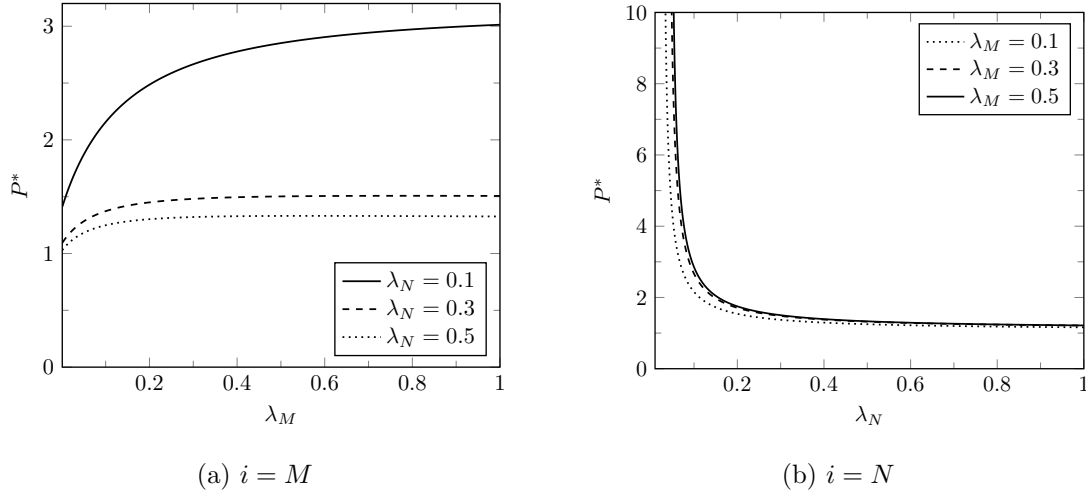 3
2
1
0
P*
0.2 0.4 0.6 0.8 1
λ_M
λ_N = 0.1
λ_N = 0.3
λ_N = 0.5
(a) i = M
10
8
6
4
2
0
P*
0.2 0.4 0.6 0.8 1
λ_N
λ_M = 0.1
λ_M = 0.3
λ_M = 0.5
(b) i = N